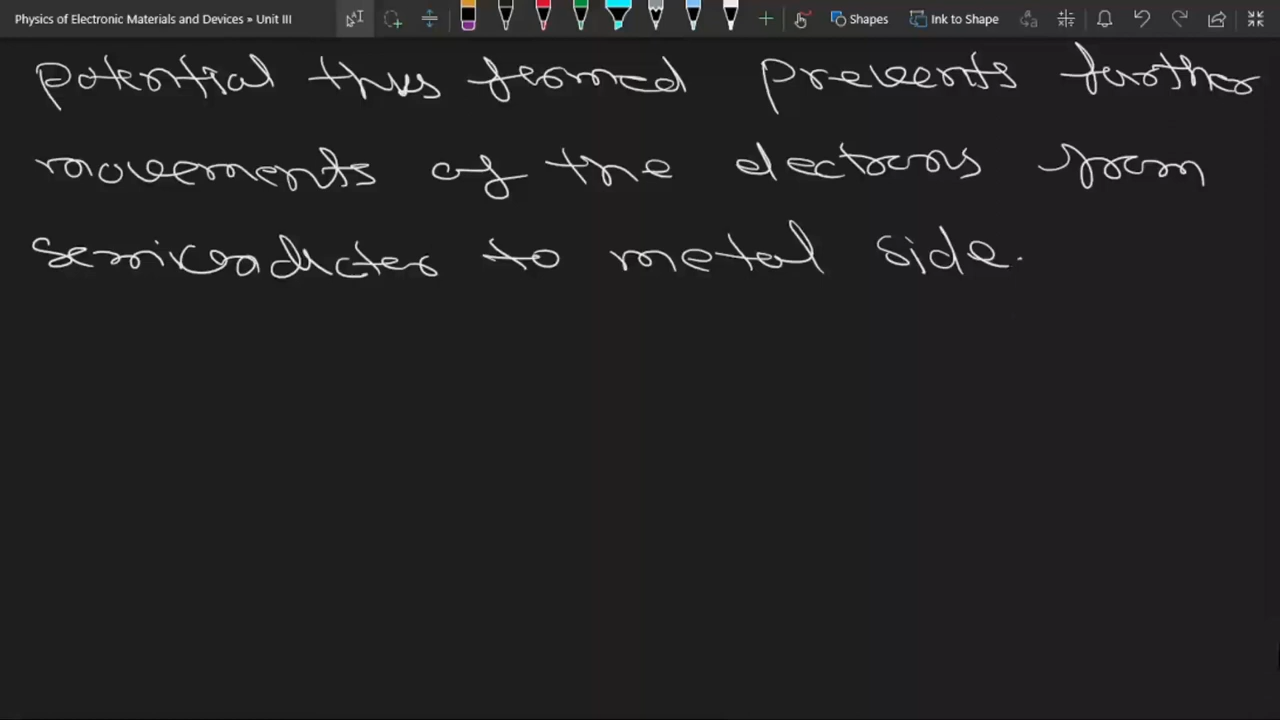 Physics of Electronic Materials and Devices » Unit III
Shapes
Ink to Shape
potential thus formed prevents further
movements of the electrons from
semiconductor to metal side.